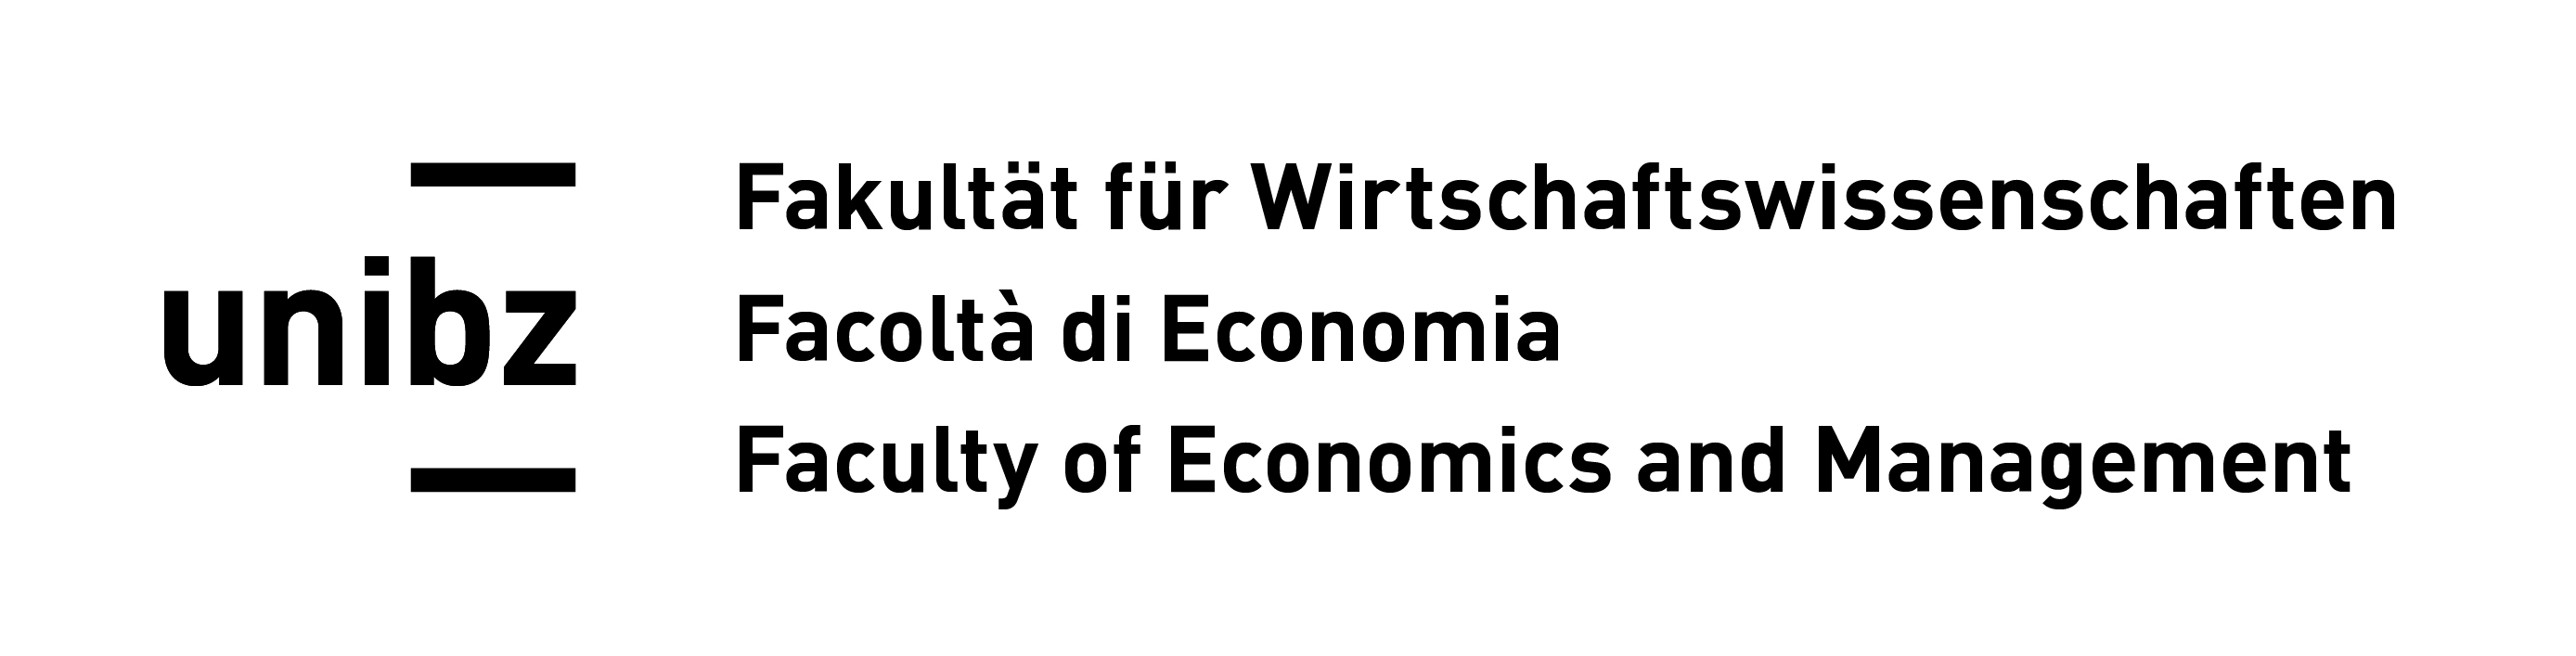 unibz
Fakultät für Wirtschaftswissenschaften
Facoltà di Economia
Faculty of Economics and Management